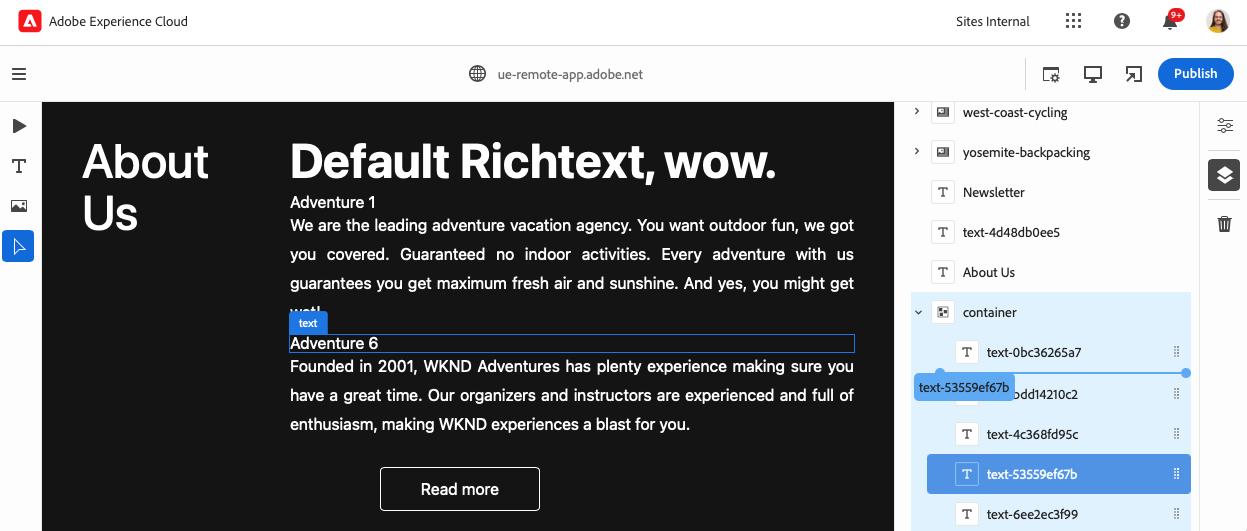 Adobe Experience Cloud
Sites Internal
9+
ue-remote-app.adobe.net
Publish
About
Us
Default Richtext, wow.
Adventure 1
We are the leading adventure vacation agency. You want outdoor fun, we got
you covered. Guaranteed no indoor activities. Every adventure with us
guarantees you get maximum fresh air and sunshine. And yes, you might get
wet!
text
Adventure 6
Founded in 2001, WKND Adventures has plenty experience making sure you
have a great time. Our organizers and instructors are experienced and full of
enthusiasm, making WKND experiences a blast for you.
Read more
west-coast-cycling
yosemite-backpacking
Newsletter
text-4d48db0ee5
About Us
container
text-0bc36265a7
text-53559ef67b
dd14210c2
text-4c368fd95c
text-53559ef67b
text-6ee2ec3f99